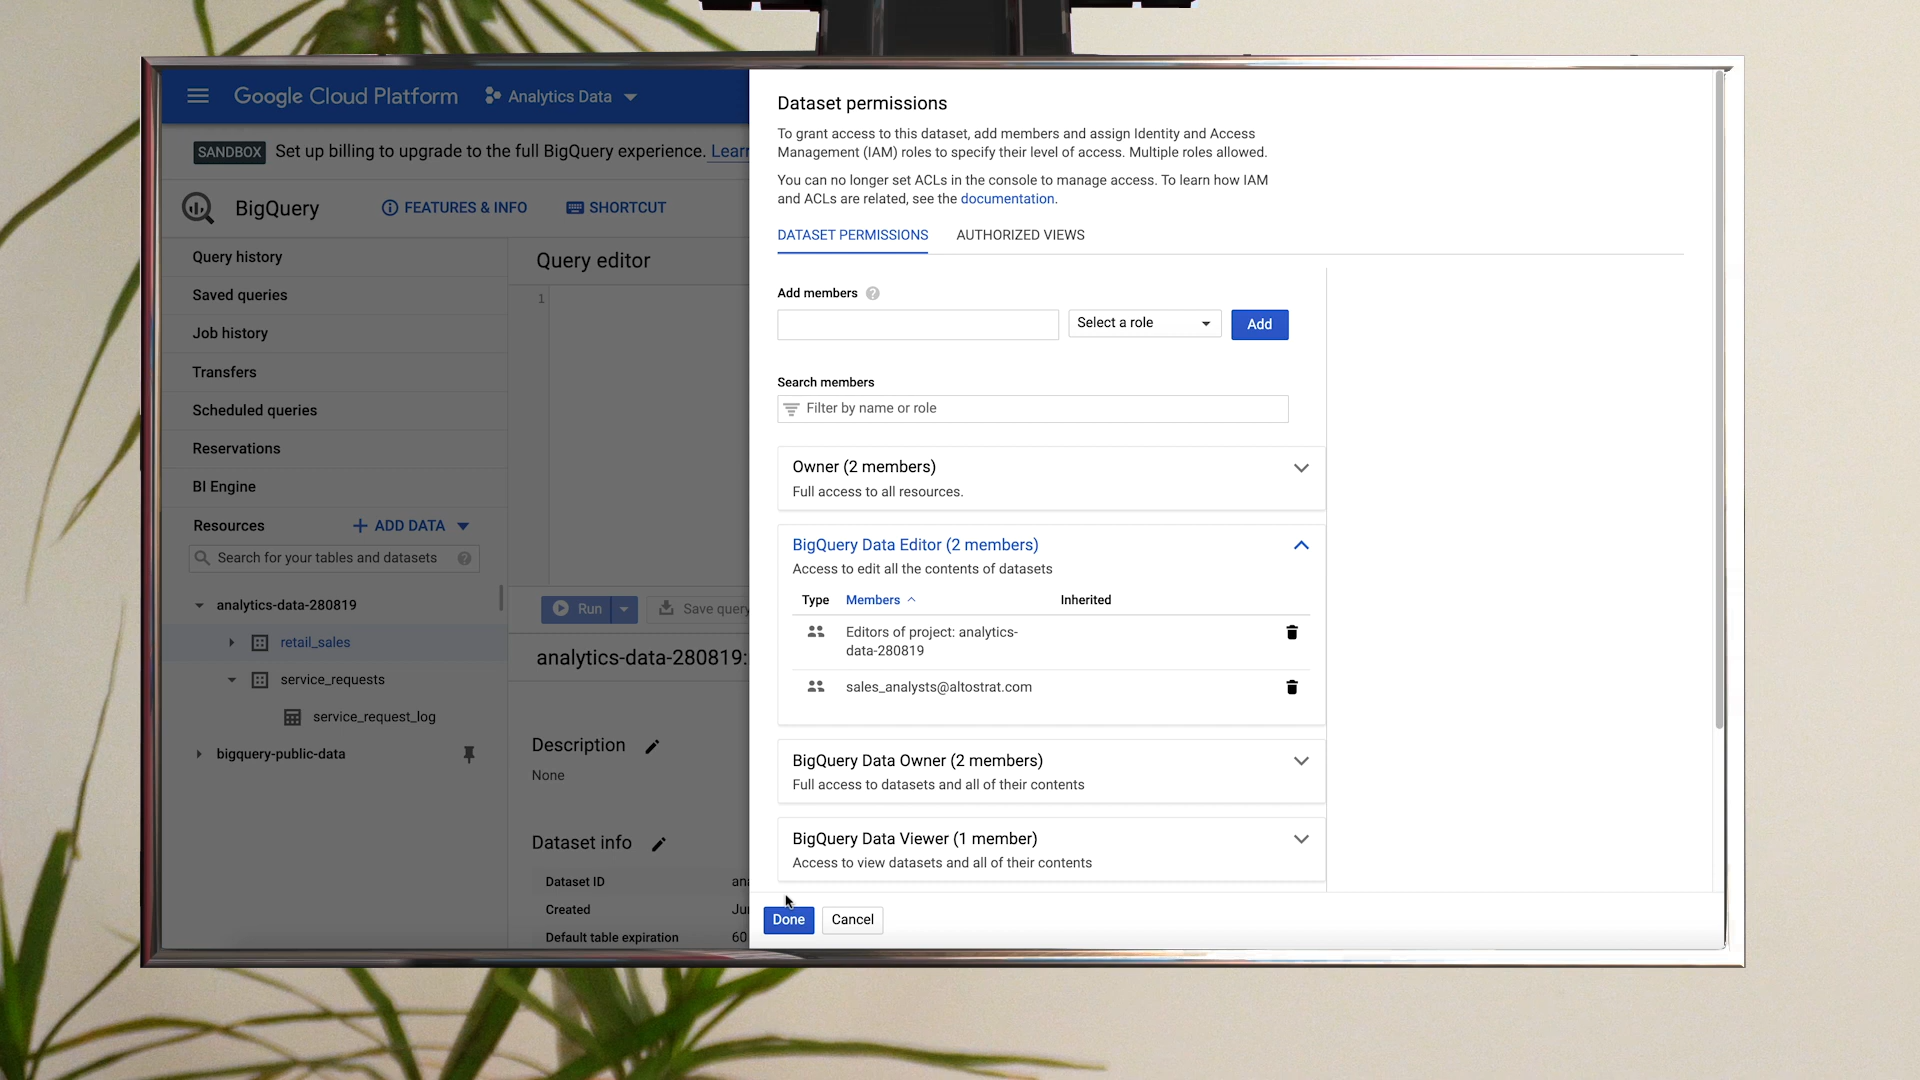 Google Cloud Platform
Analytics Data
SANDBOX Set up billing to upgrade to the full BigQuery experience. Learn
BigQuery
FEATURES & INFO
SHORTCUT
Query history
Saved queries
Job history
Transfers
Scheduled queries
Reservations
BI Engine
Resources
ADD DATA
Search for your tables and datasets
analytics-data-280819
retail_sales
service_requests
service_request_log
bigquery-public-data
Query editor
1
Run
Save query
analytics-data-280819:
Description
None
Dataset info
Dataset ID
Created
Default table expiration 60
Dataset permissions
To grant access to this dataset, add members and assign Identity and Access
Management (IAM) roles to specify their level of access. Multiple roles allowed.
You can no longer set ACLs in the console to manage access. To learn how IAM
and ACLs are related, see the documentation.
DATASET PERMISSIONS
AUTHORIZED VIEWS
Add members
Select a role
Add
Search members
Filter by name or role
Owner (2 members)
Full access to all resources.
BigQuery Data Editor (2 members)
Access to edit all the contents of datasets
Type Members Inherited
Editors of project: analytics-
data-280819
sales_analysts@altostrat.com
BigQuery Data Owner (2 members)
Full access to datasets and all of their contents
BigQuery Data Viewer (1 member)
Access to view datasets and all of their contents
Done
Cancel